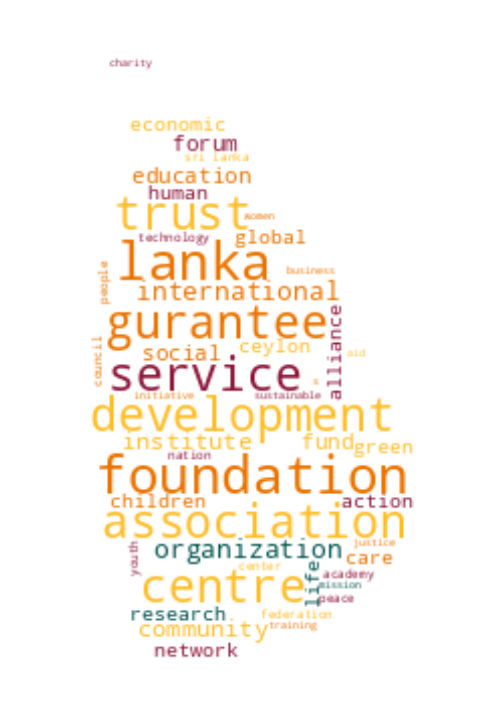 charity
economic
forum
sri lanka
education
human
trust
women
technology
global
lanka
business
people
international
gurantee
alliance
council
social
ceylon
aid
service
s
initiative
sustainable
development
institute
fund
green
nation
foundation
children
action
association
youth
organization
justice
care
center
academy
centre
life
mission
peace
research
federation
community
training
network